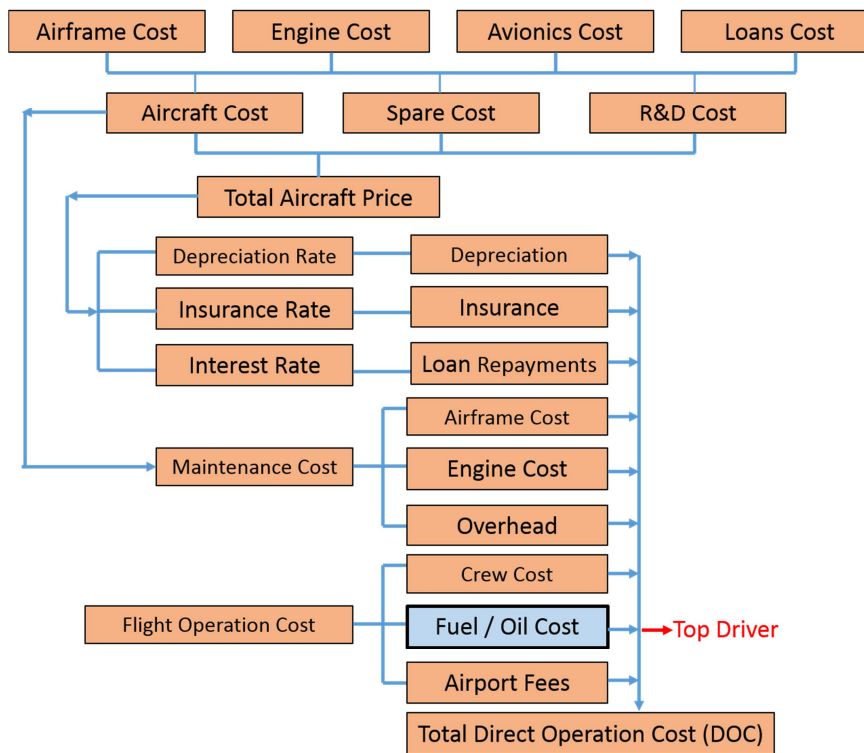 Airframe Cost
Engine Cost
Avionics Cost
Loans Cost
Aircraft Cost
Spare Cost
R&D Cost
Total Aircraft Price
Depreciation Rate
Depreciation
Insurance Rate
Insurance
Interest Rate
Loan Repayments
Airframe Cost
Maintenance Cost
Engine Cost
Overhead
Crew Cost
Flight Operation Cost
Fuel / Oil Cost
Top Driver
Airport Fees
Total Direct Operation Cost (DOC)